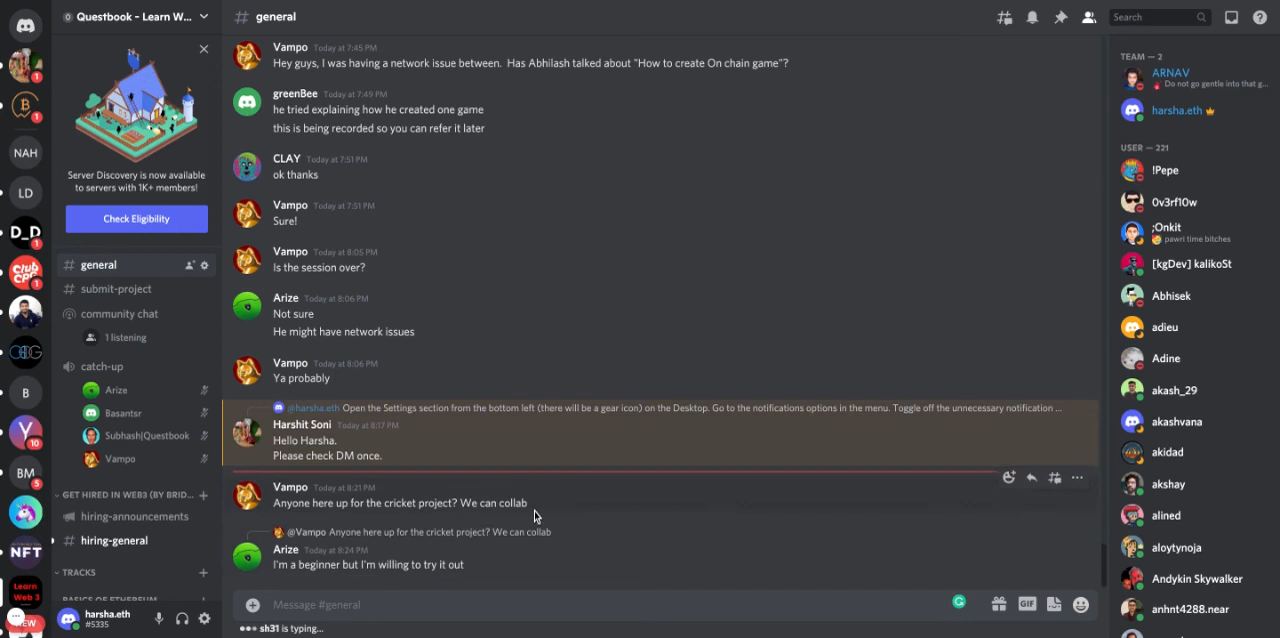 Questbook - Learn W...
Server Discovery is now available
to servers with 1K+ members!
Check Eligibility
# general
# submit-project
community chat
1 listening
catch-up
Arize
Basantsr
Subhash|Questbook
Vampo
GET HIRED IN WEB3 (BY BRID...
hiring-announcements
# hiring-general
TRACKS
harsha.eth
#5335
1
1
NAH
LD
D_D
1
1
B
Y
10
BM
5
NFT
Learn
Web 3
NEW
# general
Search
Vampo Today at 7:45 PM
Hey guys, I was having a network issue between. Has Abhilash talked about "How to create On chain game"?
greenBee Today at 7:49 PM
he tried explaining how he created one game
this is being recorded so you can refer it later
CLAY Today at 7:51 PM
ok thanks
Vampo Today at 7:51 PM
Sure!
Vampo Today at 8:05 PM
Is the session over?
Arize Today at 8:06 PM
Not sure
He might have network issues
Vampo Today at 8:06 PM
Ya probably
@harsha.eth Open the Settings section from the bottom left (there will be a gear icon) on the Desktop. Go to the notifications options in the menu. Toggle off the unnecessary notification ...
Harshit Soni Today at 8:17 PM
Hello Harsha.
Please check DM once.
Vampo Today at 8:21 PM
Anyone here up for the cricket project? We can collab
@Vampo Anyone here up for the cricket project? We can collab
Arize Today at 8:24 PM
I'm a beginner but I'm willing to try it out
Message #general
GIF
sh31 is typing...
TEAM — 2
ARNAV
Do not go gentle into that g...
harsha.eth
USER — 221
!Pepe
0v3rfl0w
;Onkit
pawri time bitches
[kgDev] kalikoSt
Abhisek
adieu
Adine
akash_29
akashvana
akidad
akshay
alined
aloytynoja
Andykin Skywalker
anhnt4288.near